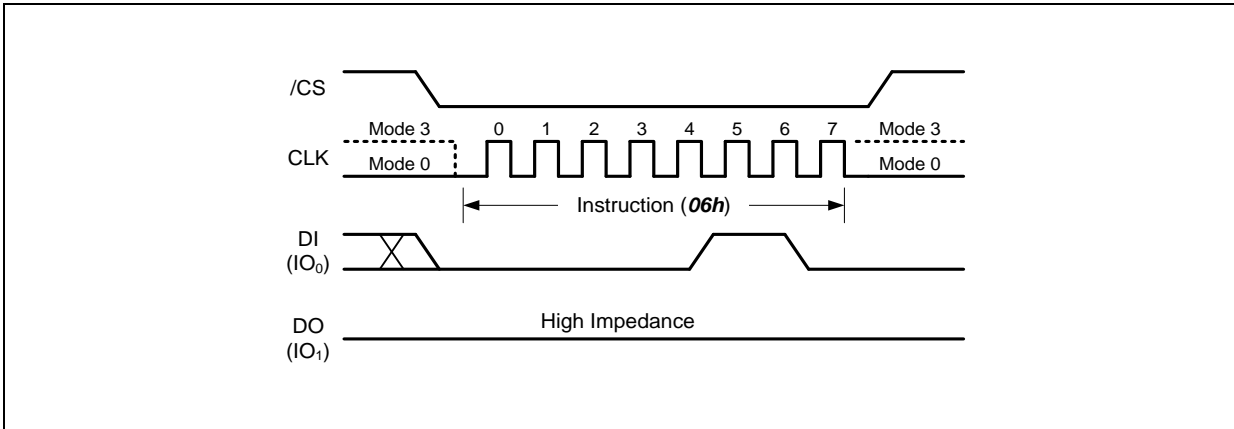 /CS
Mode 3 0 1 2 3 4 5 6 7 Mode 3
CLK
Mode 0 Mode 0
Instruction (06h)
DI
(IO₀)
High Impedance
DO
(IO₁)